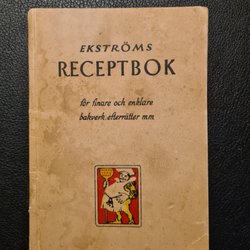 EKSTRÖMS
RECEPTBOK
för finare och enklare
bakverk, efterrätter m.m